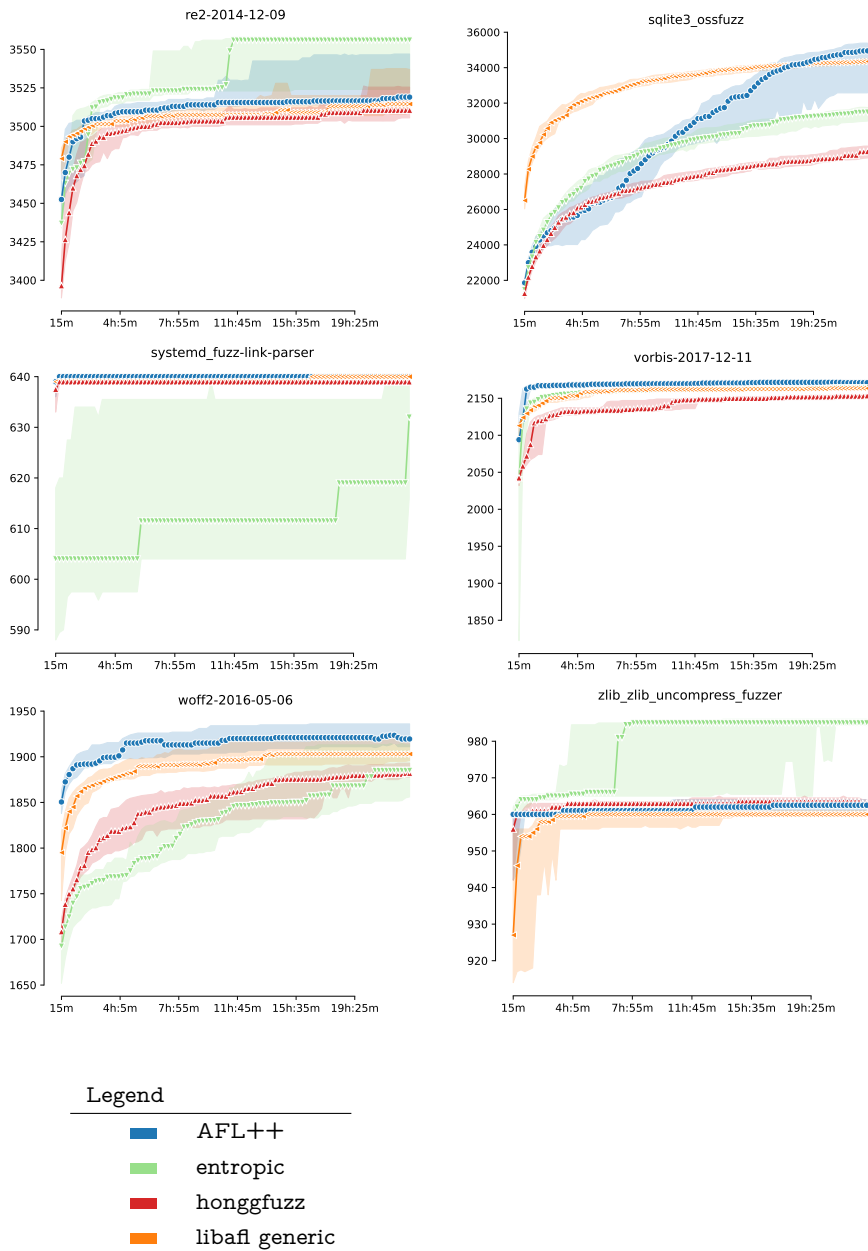 re2-2014-12-09
3550
3525
3500
3475
3450
3425
3400
15m 4h:5m 7h:55m 11h:45m 15h:35m 19h:25m
sqlite3_ossfuzz
36000
34000
32000
30000
28000
26000
24000
22000
15m 4h:5m 7h:55m 11h:45m 15h:35m 19h:25m
systemd_fuzz-link-parser
640
630
620
610
600
590
15m 4h:5m 7h:55m 11h:45m 15h:35m 19h:25m
vorbis-2017-12-11
2150
2100
2050
2000
1950
1900
1850
15m 4h:5m 7h:55m 11h:45m 15h:35m 19h:25m
woff2-2016-05-06
1950
1900
1850
1800
1750
1700
1650
15m 4h:5m 7h:55m 11h:45m 15h:35m 19h:25m
zlib_zlib_uncompress_fuzzer
980
970
960
950
940
930
920
15m 4h:5m 7h:55m 11h:45m 15h:35m 19h:25m
Legend
AFL++
entropic
honggfuzz
libafl generic